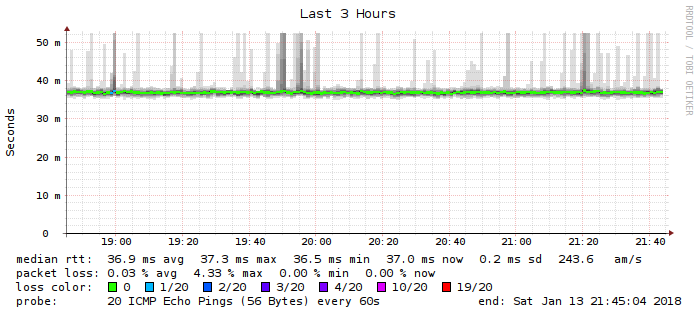 Last 3 Hours
RRDTOOL / TOBI OETIKER
Seconds
50 m
40 m
30 m
20 m
10 m
0
19:00 19:20 19:40 20:00 20:20 20:40 21:00 21:20 21:40
median rtt: 36.9 ms avg 37.3 ms max 36.5 ms min 37.0 ms now 0.2 ms sd 243.6 am/s
packet loss: 0.03 % avg 4.33 % max 0.00 % min 0.00 % now
loss color: 0 1/20 2/20 3/20 4/20 10/20 19/20
probe: 20 ICMP Echo Pings (56 Bytes) every 60s end: Sat Jan 13 21:45:04 2018